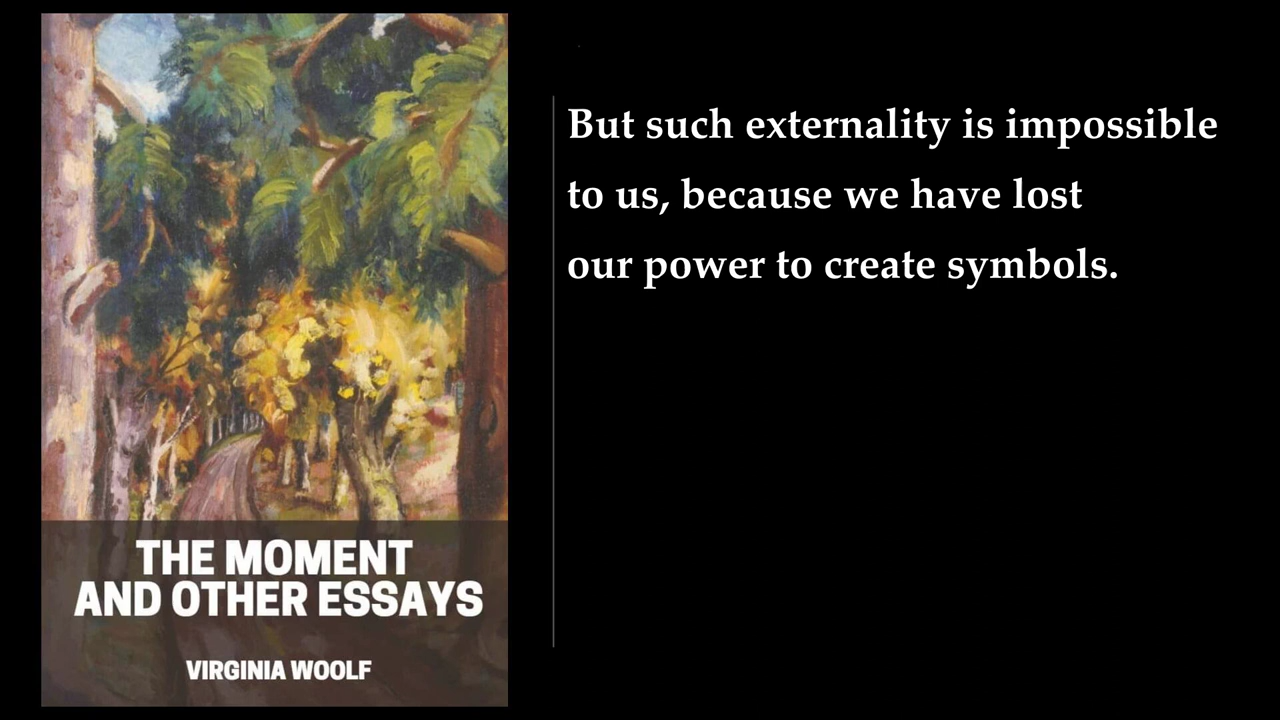 THE MOMENT
AND OTHER ESSAYS
VIRGINIA WOOLF
But such externality is impossible
to us, because we have lost
our power to create symbols.